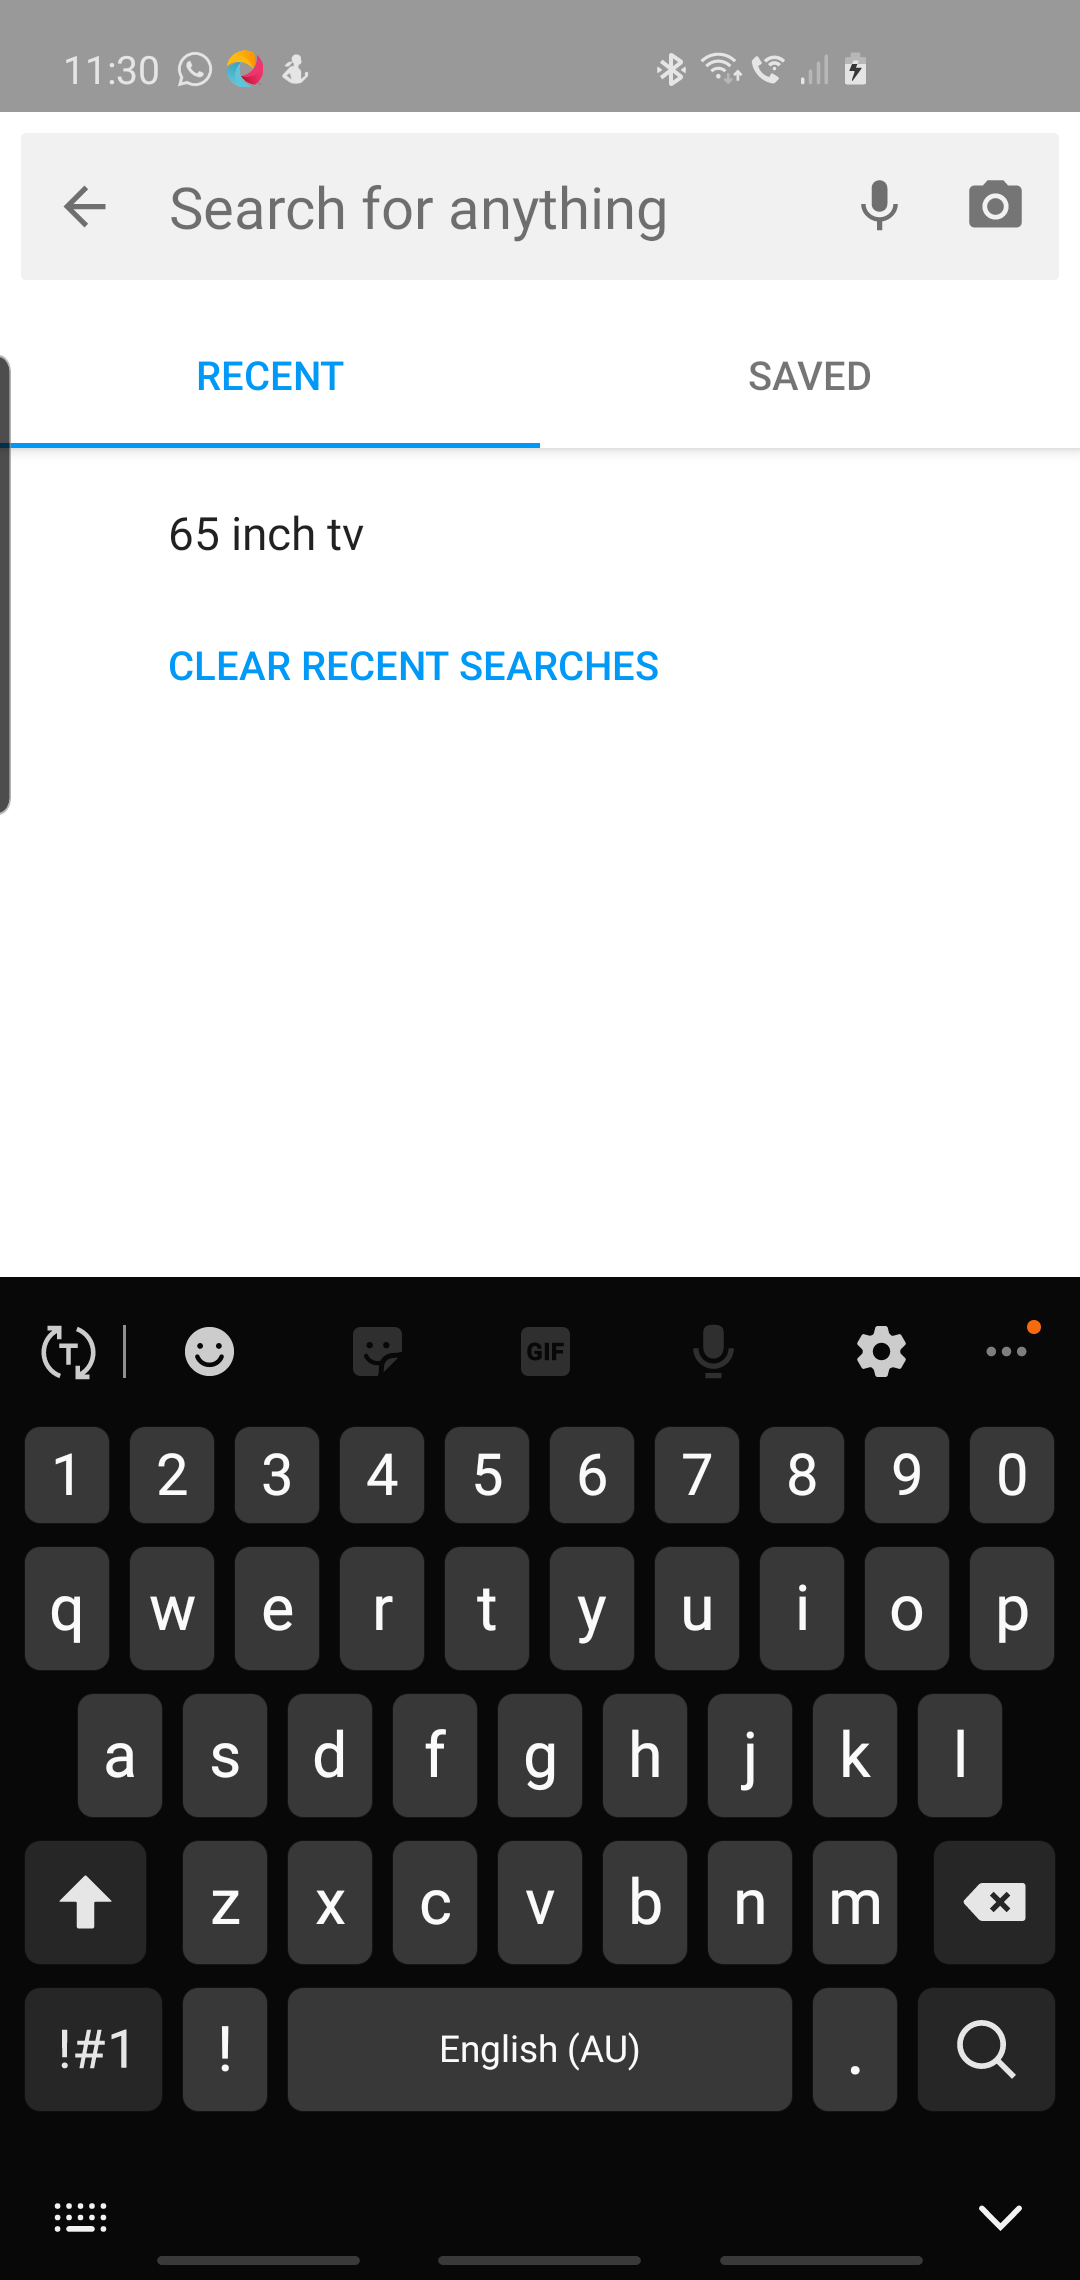 11:30
Search for anything
RECENT SAVED
65 inch tv
CLEAR RECENT SEARCHES
T GIF
1 2 3 4 5 6 7 8 9 0
q w e r t y u i o p
a s d f g h j k l
z x c v b n m
!#1 ! English (AU) .